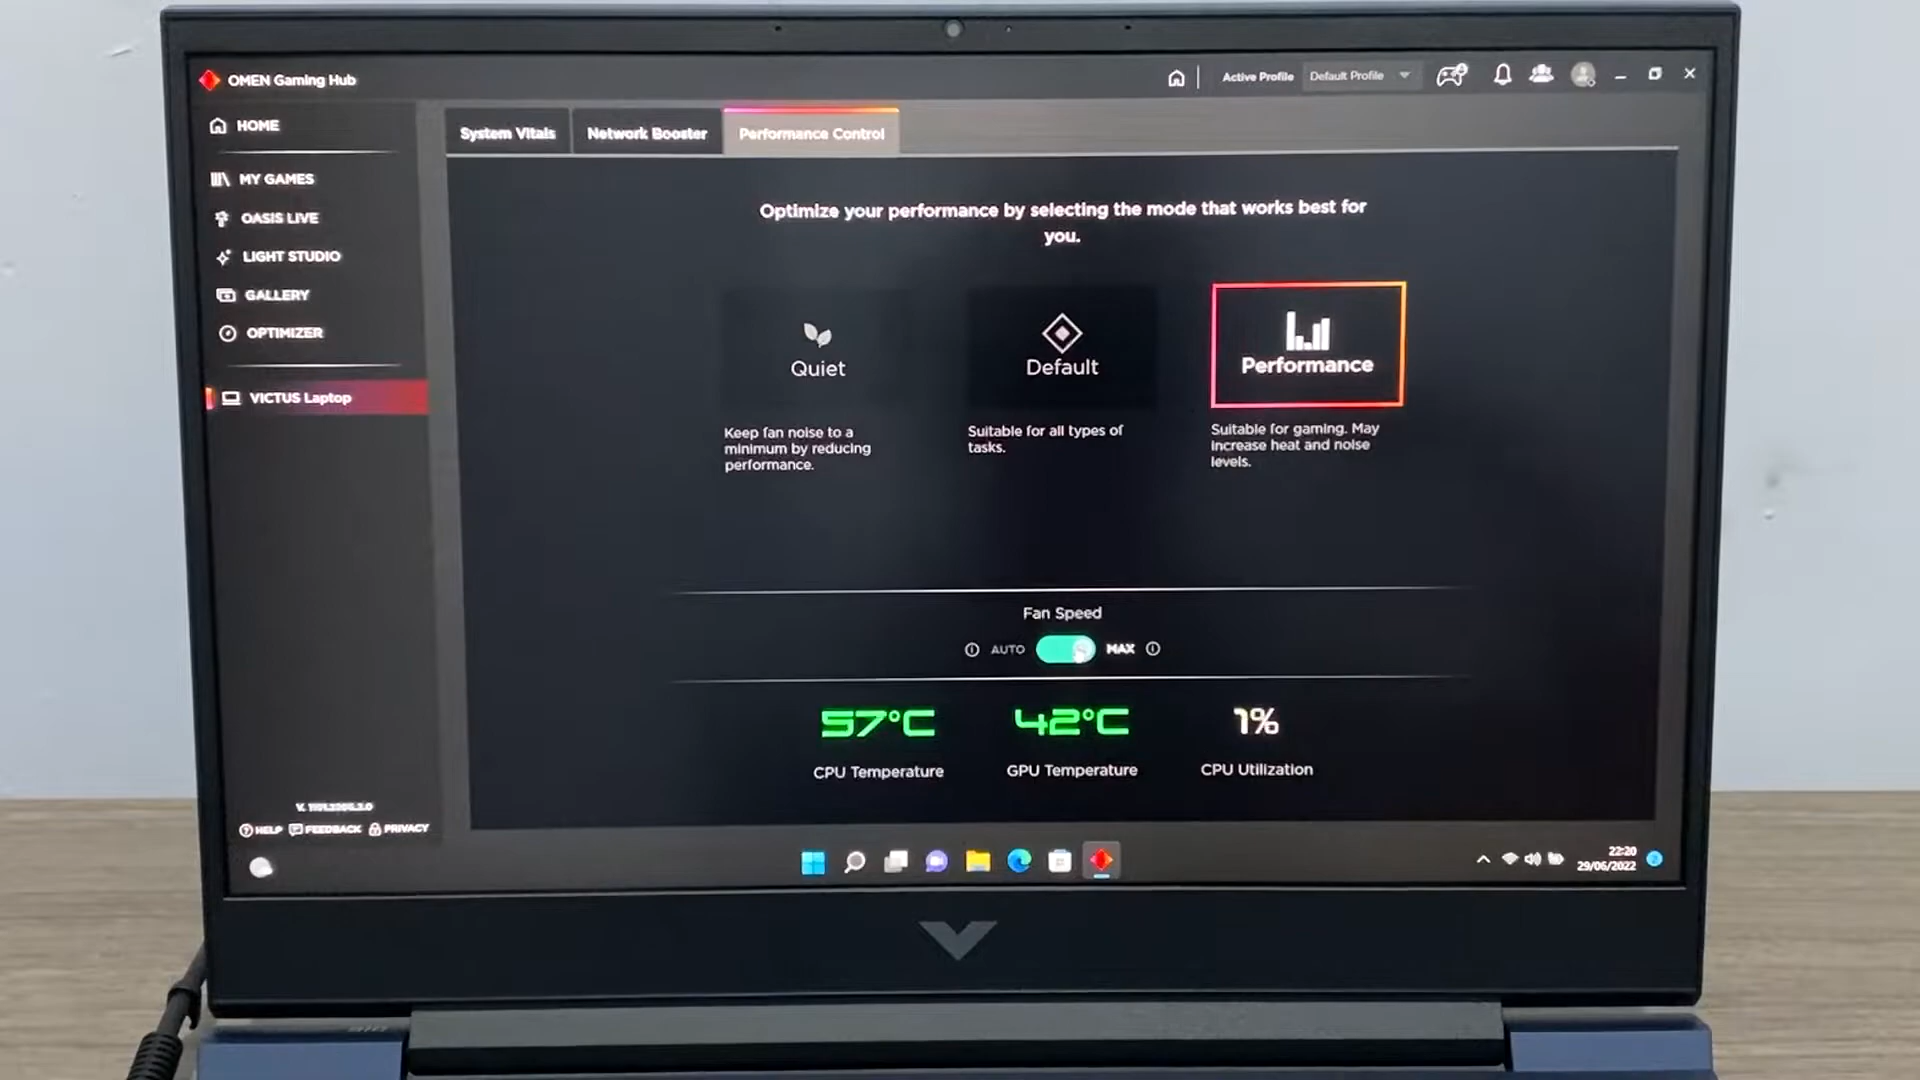 OMEN Gaming Hub
Active Profile
Default Profile
HOME
MY GAMES
OASIS LIVE
LIGHT STUDIO
GALLERY
OPTIMIZER
VICTUS Laptop
HELP
FEEDBACK
PRIVACY
System Vitals
Network Booster
Performance Control
Optimize your performance by selecting the mode that works best for
you.
Quiet
Keep fan noise to a
minimum by reducing
performance.
Default
Suitable for all types of
tasks.
Performance
Suitable for gaming. May
increase heat and noise
levels.
Fan Speed
AUTO
MAX
57°C
CPU Temperature
42°C
GPU Temperature
1%
CPU Utilization
22:20
29/06/2022